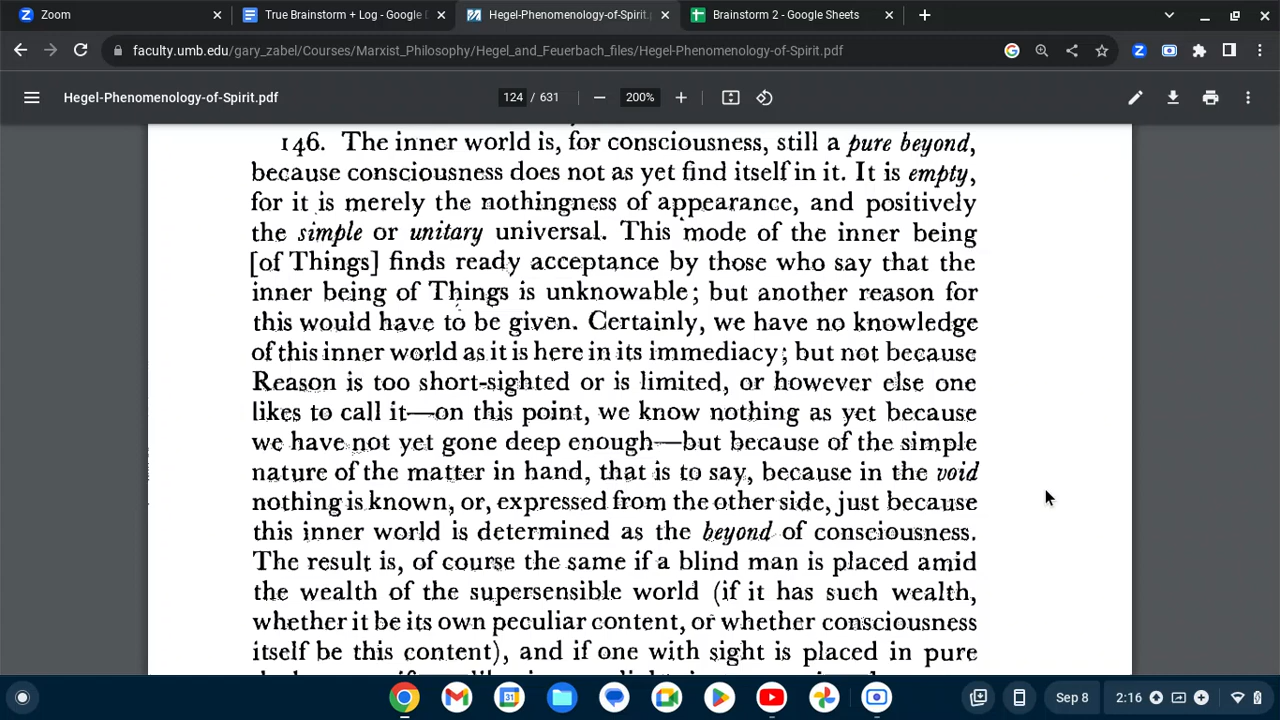 Zoom
True Brainstorm + Log - Google D
Hegel-Phenomenology-of-Spirit.p
Brainstorm 2 - Google Sheets
faculty.umb.edu/gary_zabel/Courses/Marxist_Philosophy/Hegel_and_Feuerbach_files/Hegel-Phenomenology-of-Spirit.pdf
Hegel-Phenomenology-of-Spirit.pdf
124 / 631
200%
146. The inner world is, for consciousness, still a pure beyond,
because consciousness does not as yet find itself in it. It is empty,
for it is merely the nothingness of appearance, and positively
the simple or unitary universal. This mode of the inner being
[of Things] finds ready acceptance by those who say that the
inner being of Things is unknowable; but another reason for
this would have to be given. Certainly, we have no knowledge
of this inner world as it is here in its immediacy; but not because
Reason is too short-sighted or is limited, or however else one
likes to call it—on this point, we know nothing as yet because
we have not yet gone deep enough—but because of the simple
nature of the matter in hand, that is to say, because in the void
nothing is known, or, expressed from the other side, just because
this inner world is determined as the beyond of consciousness.
The result is, of course the same if a blind man is placed amid
the wealth of the supersensible world (if it has such wealth,
whether it be its own peculiar content, or whether consciousness
itself be this content), and if one with sight is placed in pure
Sep 8
2:16